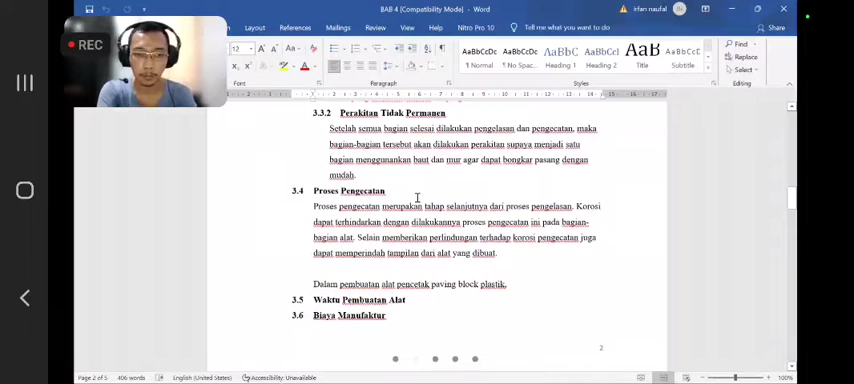 BAB 4 [Compatibility Mode] - Word
irfan naufal
REC
Layout References Mailings Review View Help Nitro Pro 10 Tell me what you want to do Share
12
Aa
Font Paragraph Styles Editing
AaBbCcDc AaBbCcDc AaBbC AaBbCcI AaB AaBbCcD
¶ Normal ¶ No Spac... Heading 1 Heading 2 Title
Find
Replace
Select
3.3.2 Perakitan Tidak Permanen
Setelah semua bagian selesai dilakukan pengelasan dan pengecatan, maka
bagian-bagian tersebut akan dilakukan perakitan supaya menjadi satu
bagian menggunankan baut dan mur agar dapat bongkar pasang dengan
mudah.
3.4 Proses Pengecatan
Proses pengecatan merupakan tahap selanjutnya dari proses pengelasan. Korosi
dapat terhindarkan dengan dilakukannya proses pengecatan ini pada bagian-
bagian alat. Selain memberikan perlindungan terhadap korosi pengecatan juga
dapat memperindah tampilan dari alat yang dibuat.
Dalam pembuatan alat pencetak paving block plastik,
3.5 Waktu Pembuatan Alat
3.6 Biaya Manufaktur
2
Page 2 of 5 406 words English (United States) Accessibility: Unavailable 100%